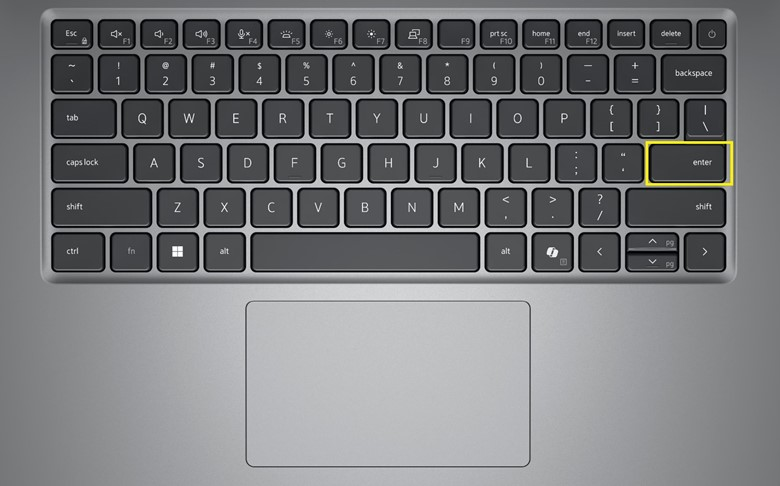 Esc F1 F2 F3 F4 F5 F6 F7 F8 F9 prt sc F10 home F11 end F12 insert delete
~ ` ! 1 @ 2 # 3 $ 4 % 5 ^ 6 & 7 * 8 ( 9 ) 0 — - + = backspace
tab Q W E R T Y U I O P { [ } ] | \
caps lock A S D F G H J K L : ; " ' enter
shift Z X C V B N M < , > . ? / shift
ctrl fn alt alt < ^ pg >
v pg